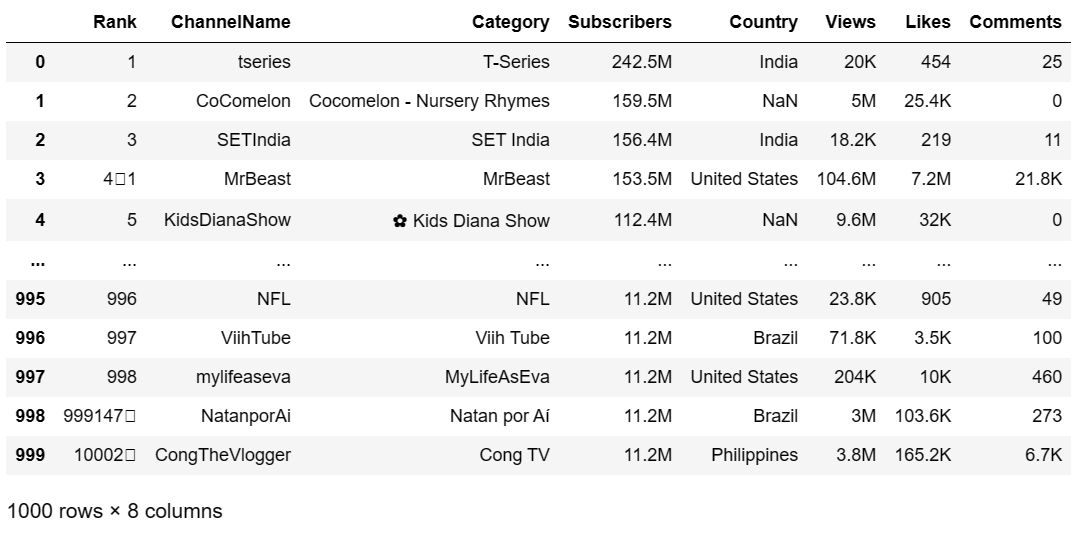 Rank ChannelName Category Subscribers Country Views Likes Comments
0 1 tseries T-Series 242.5M India 20K 454 25
1 2 CoComelon Cocomelon - Nursery Rhymes 159.5M NaN 5M 25.4K 0
2 3 SETIndia SET India 156.4M India 18.2K 219 11
3 4□1 MrBeast MrBeast 153.5M United States 104.6M 7.2M 21.8K
4 5 KidsDianaShow ✿ Kids Diana Show 112.4M NaN 9.6M 32K 0
... ... ... ... ... ... ... ... ...
995 996 NFL NFL 11.2M United States 23.8K 905 49
996 997 ViihTube Viih Tube 11.2M Brazil 71.8K 3.5K 100
997 998 mylifeaseva MyLifeAsEva 11.2M United States 204K 10K 460
998 999147□ NatanporAi Natan por Aí 11.2M Brazil 3M 103.6K 273
999 10002□ CongTheVlogger Cong TV 11.2M Philippines 3.8M 165.2K 6.7K
1000 rows × 8 columns